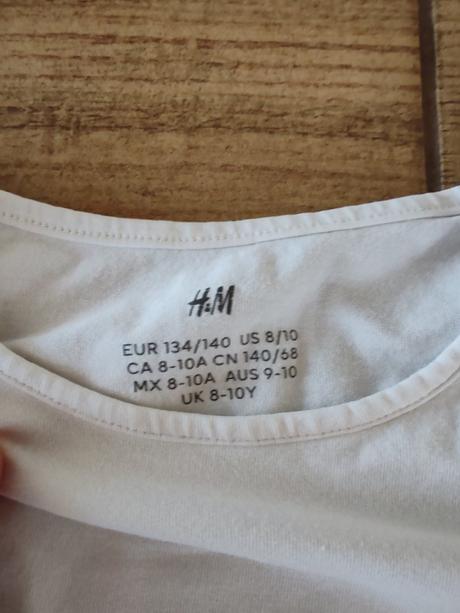 H&M
EUR 134/140 US 8/10
CA 8-10A CN 140/68
MX 8-10A AUS 9-10
UK 8-10Y